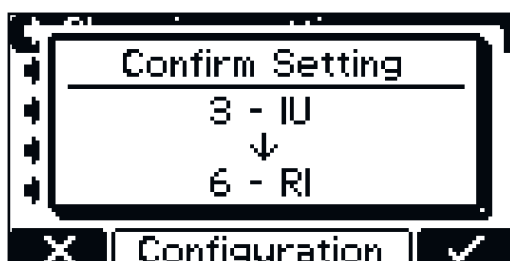 Confirm Setting
3 - IU
↓
6 - RI
X Configuration ✓